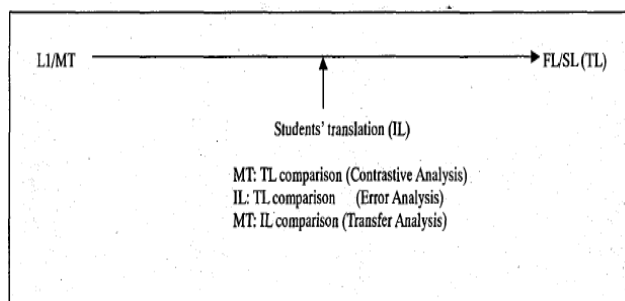 L1/MT FL/SL (TL)
Students' translation (IL)
MT: TL comparison (Contrastive Analysis)
IL: TL comparison (Error Analysis)
MT: IL comparison (Transfer Analysis)